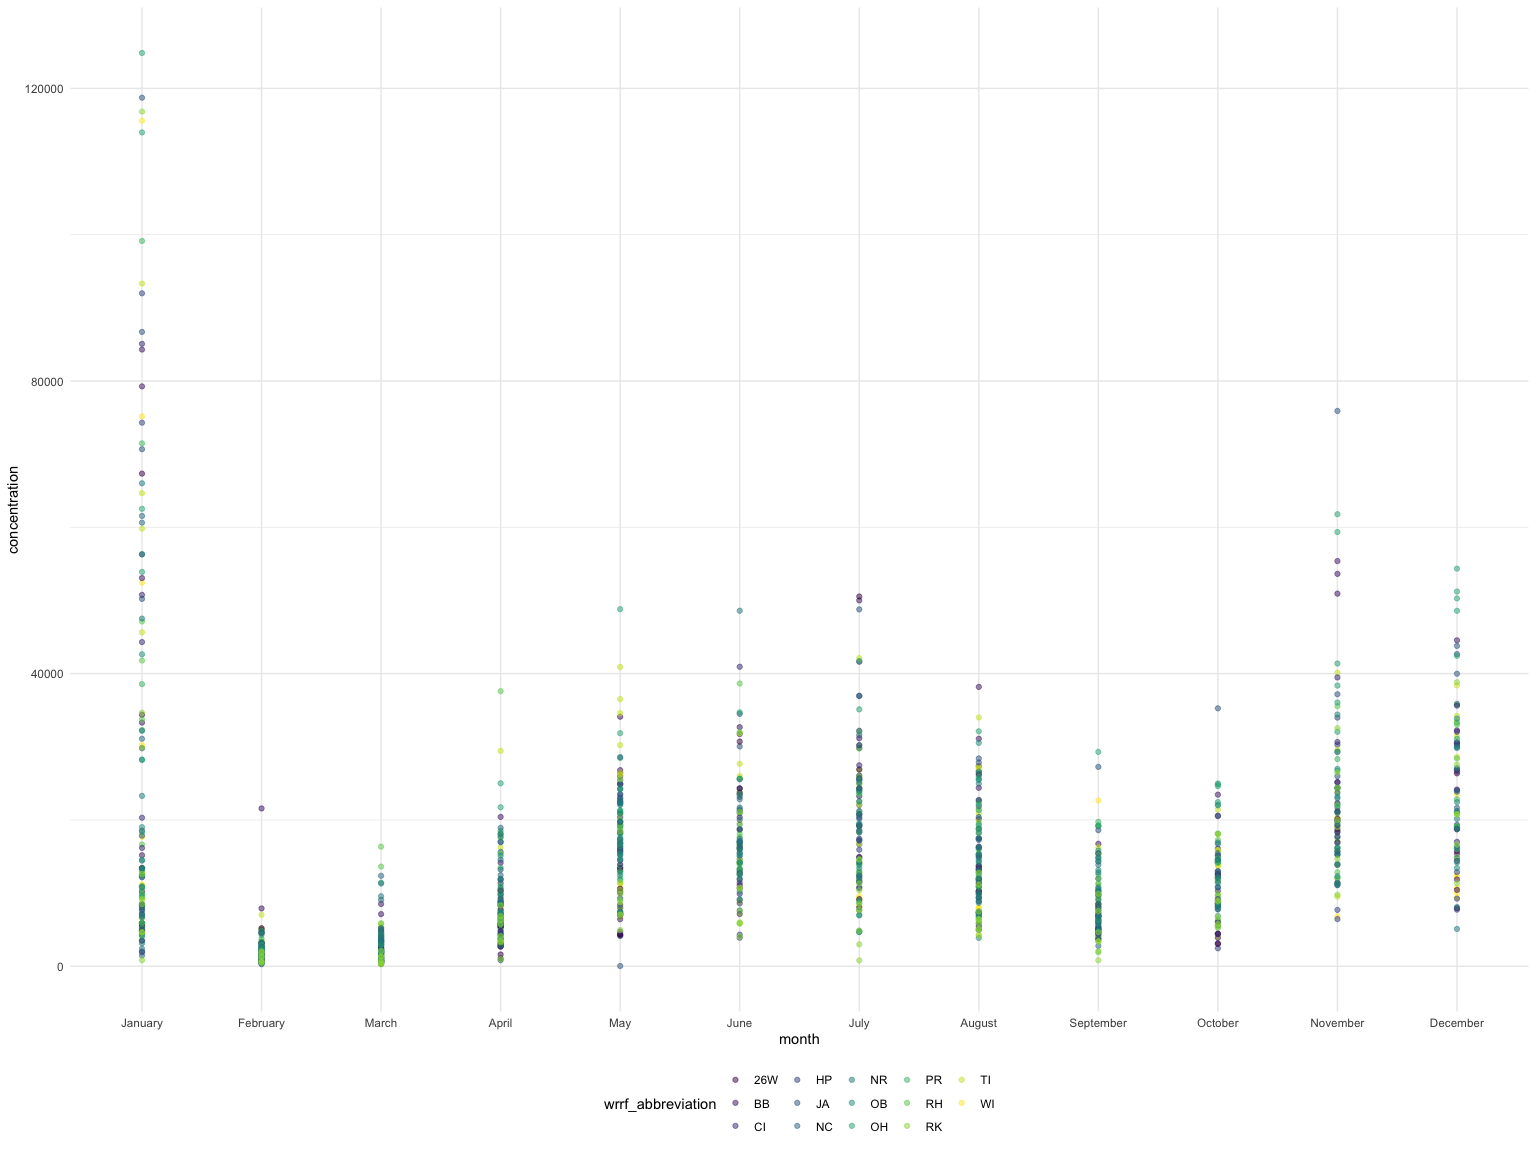 120000
80000
concentration
40000
0
January February March April May June July August September October November December
month
26W HP NR PR TI
wrrf_abbreviation BB JA OB RH WI
CI NC OH RK